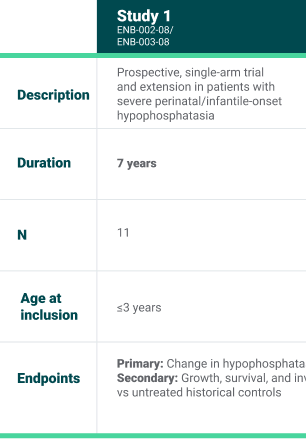 Study 1
ENB-002-08/
ENB-003-08
Description
Prospective, single-arm trial
and extension in patients with
severe perinatal/infantile-onset
hypophosphatasia
Duration
7 years
N
11
Age at
inclusion
≤3 years
Endpoints
Primary: Change in hypophosphata
Secondary: Growth, survival, and inv
vs untreated historical controls